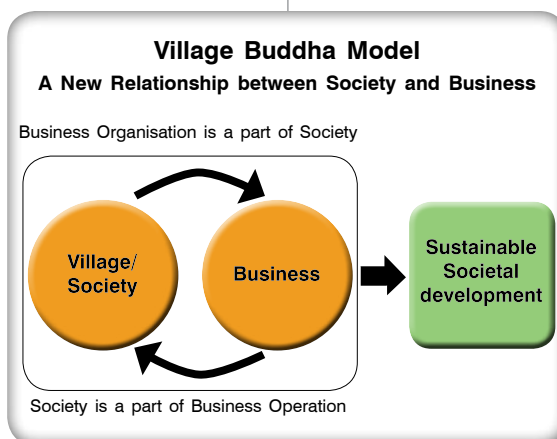 Village Buddha Model
A New Relationship between Society and Business
Business Organisation is a part of Society
Village/
Society
Business
Sustainable
Societal
development
Society is a part of Business Operation